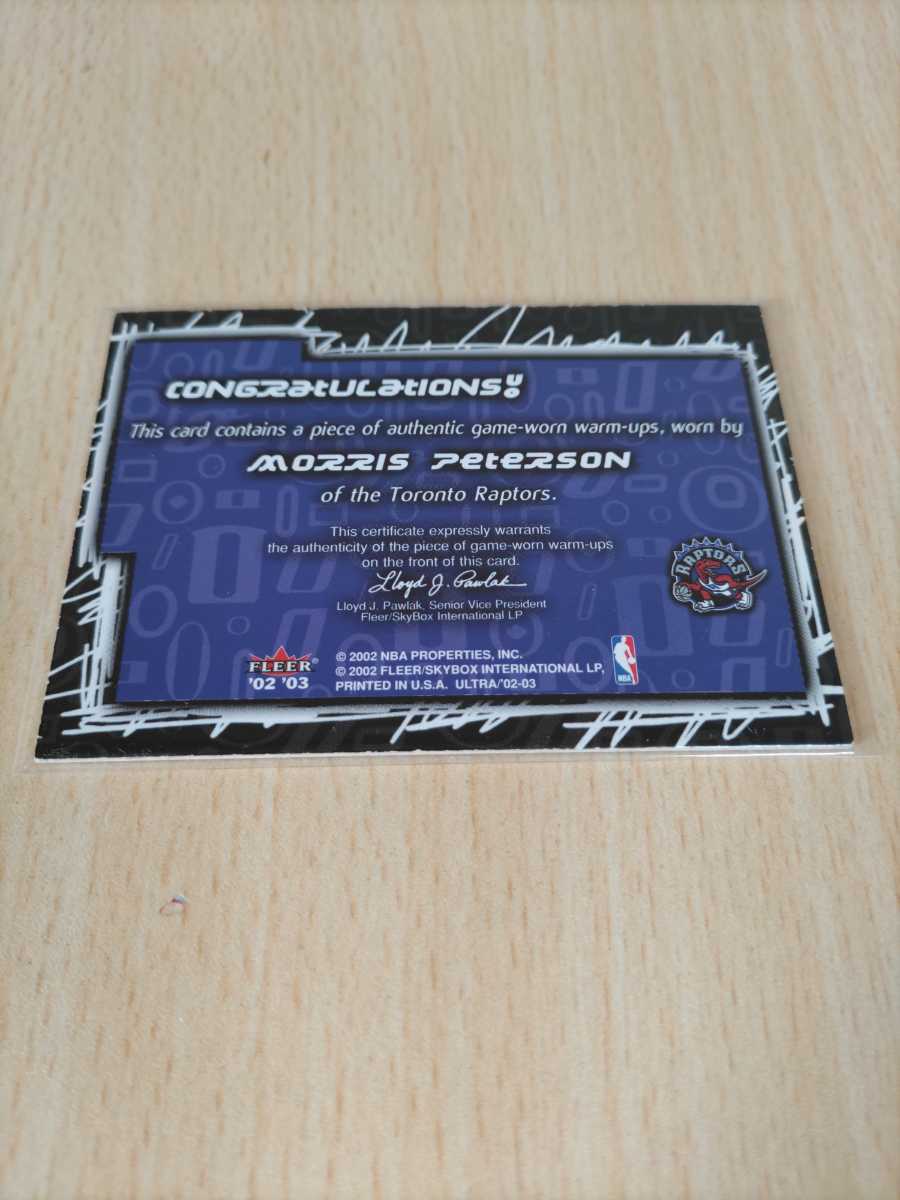 CONGRATULATIONS!
This card contains a piece of authentic game-worn warm-ups, worn by
MORRIS PETERSON
of the Toronto Raptors.
This certificate expressly warrants
the authenticity of the piece of game-worn warm-ups
on the front of this card.
Lloyd J. Pawlak
Lloyd J. Pawlak, Senior Vice President
Fleer/SkyBox International LP
RAPTORS
FLEER®
'02 '03
© 2002 NBA PROPERTIES, INC.
© 2002 FLEER/SKYBOX INTERNATIONAL LP,
PRINTED IN U.S.A. ULTRA/'02-03
NBA